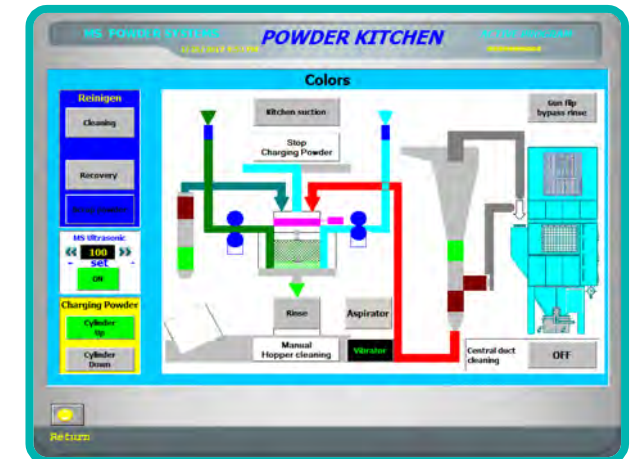 MS POWDER SYSTEMS
POWDER KITCHEN
Colors
Reinigen
Cleaning
Recovery
MS Ultrasonic
<< 100 >>
- set -
ON
Charging Powder
Cylinder
Up
Cylinder
Down
Kitchen suction
Stop
Charging Powder
Gun flip
bypass rinse
Rinse
Aspirator
Manual
Hopper cleaning
Vibrator
Central duct
cleaning
OFF
Return